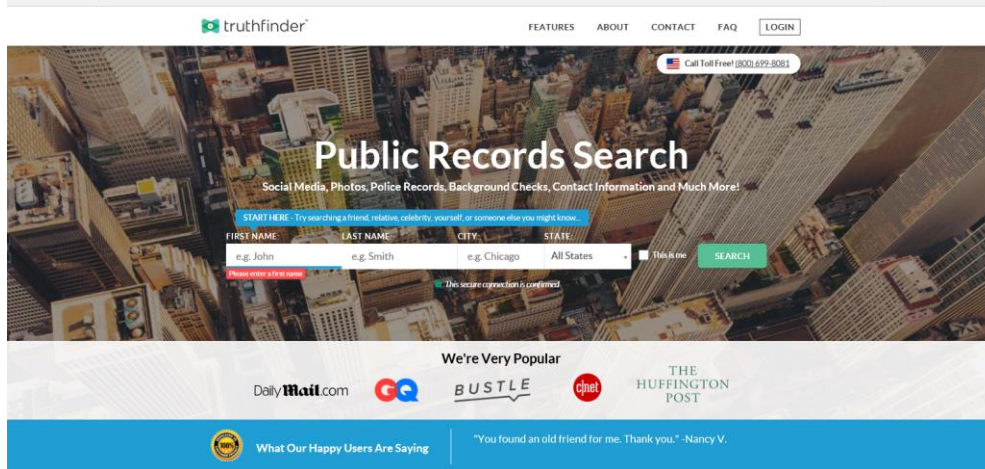 truthfinder
FEATURES ABOUT CONTACT FAQ LOGIN
Call Toll Free! (800) 699-8081
Public Records Search
Social Media, Photos, Police Records, Background Checks, Contact Information and Much More!
START HERE - Try searching a friend, relative, celebrity, yourself, or someone else you might know...
FIRST NAME: LAST NAME: CITY: STATE:
e.g. John e.g. Smith e.g. Chicago All States This is me SEARCH
Please enter a first name
This secure connection is confirmed
We're Very Popular
Daily Mail.com GQ BUSTLE c|net THE
HUFFINGTON
POST
100%
What Our Happy Users Are Saying
"You found an old friend for me. Thank you." -Nancy V.